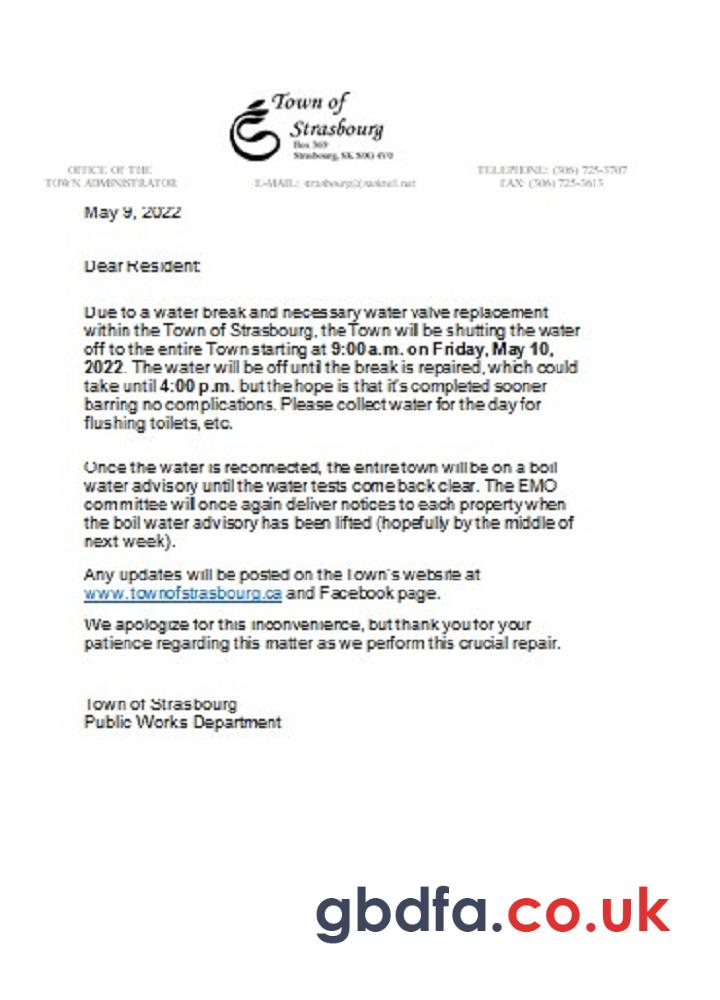 Town of
Strasbourg
Box 369
Strasbourg, SK S0G 4V0
OFFICE OF THE
TOWN ADMINISTRATOR
E-MAIL: strasbourg@sasktel.net
TELEPHONE: (306) 725-3707
FAX: (306) 725-3613
May 9, 2022
Dear Resident
Due to a water break and necessary water valve replacement
within the Town of Strasbourg, the Town will be shutting the water
off to the entire Town starting at 9:00 a.m. on Friday, May 10,
2022. The water will be off until the break is repaired, which could
take until 4:00 p.m. but the hope is that it's completed sooner
barring no complications. Please collect water for the day for
flushing toilets, etc.
Once the water is reconnected, the entire town will be on a boil
water advisory until the water tests come back clear. The EMO
committee will once again deliver notices to each property when
the boil water advisory has been lifted (hopefully by the middle of
next week).
Any updates will be posted on the Town's website at
www.townofstrasbourg.ca and Facebook page.
We apologize for this inconvenience, but thank you for your
patience regarding this matter as we perform this crucial repair.
Town of Strasbourg
Public Works Department
gbdfa.co.uk